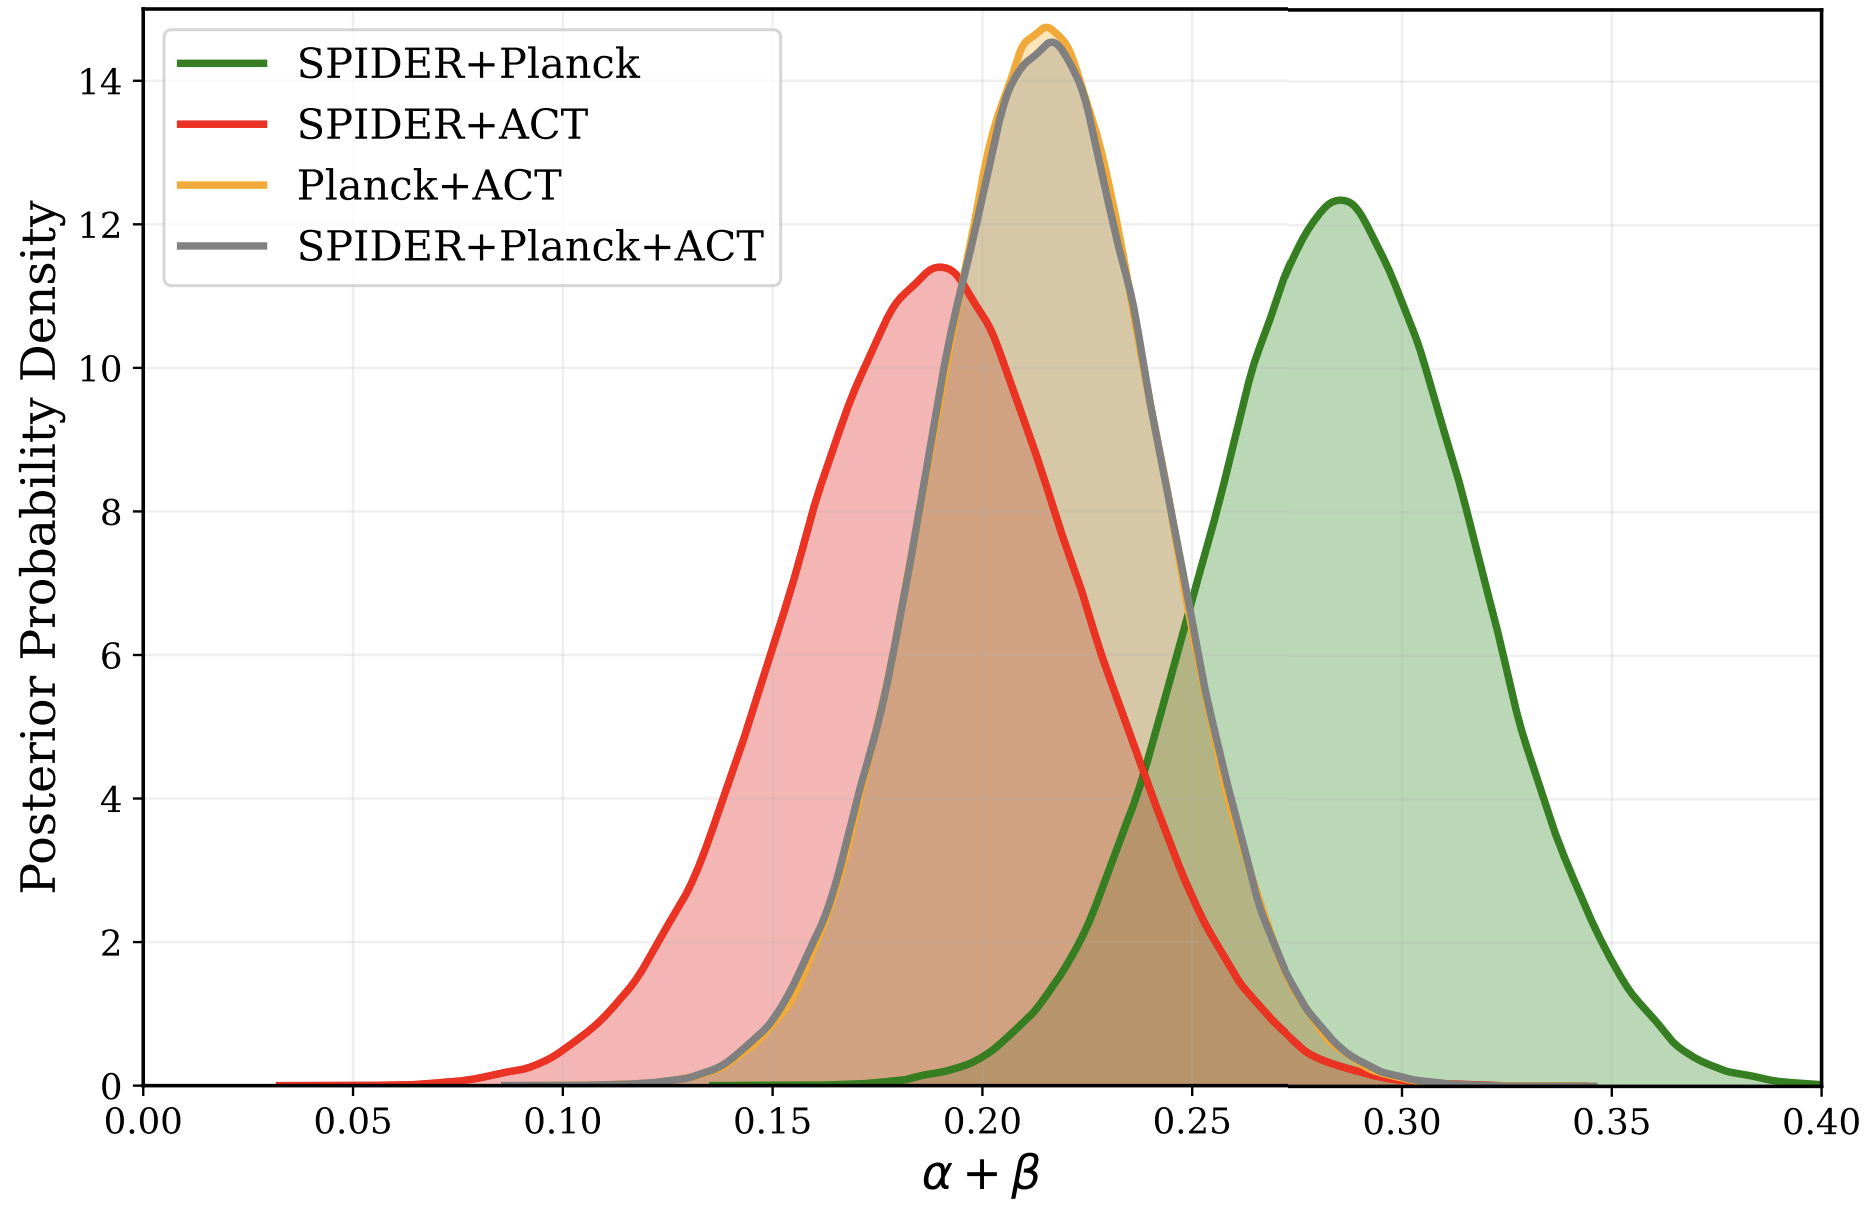 SPIDER+Planck
SPIDER+ACT
Planck+ACT
SPIDER+Planck+ACT
Posterior Probability Density
14
12
10
8
6
4
2
0
0.00 0.05 0.10 0.15 0.20 0.25 0.30 0.35 0.40
α + β